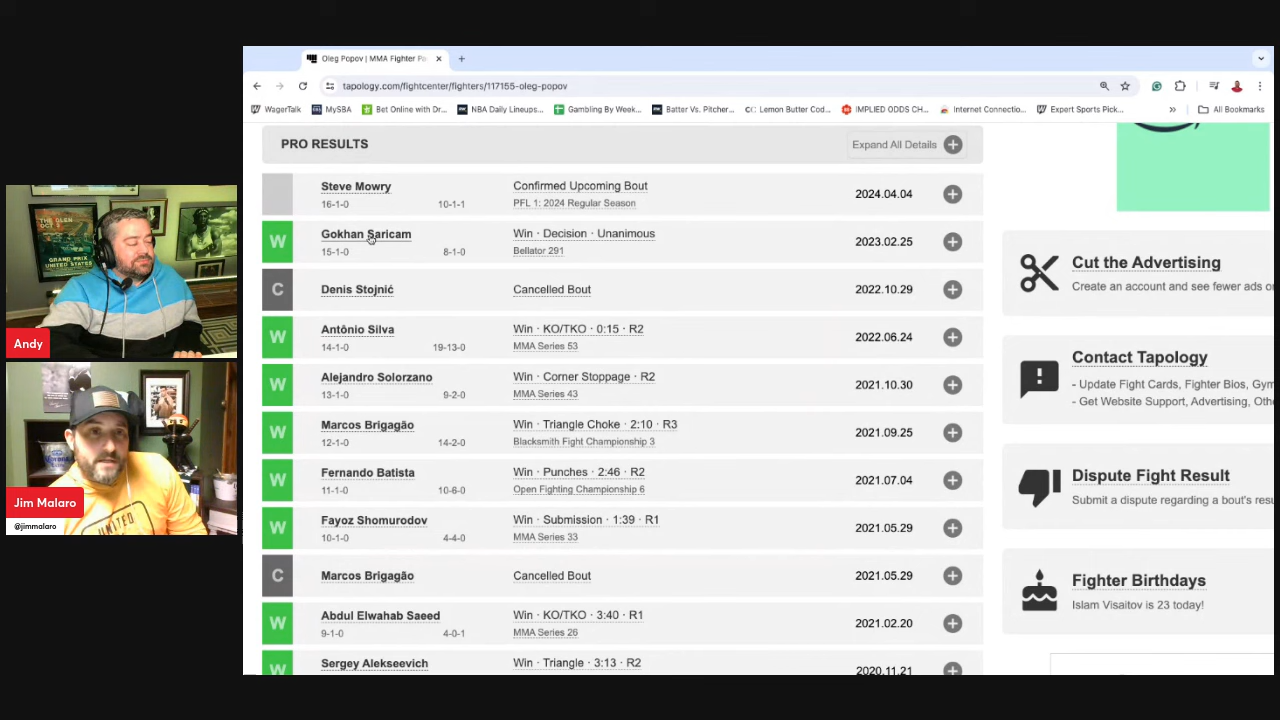 Oleg Popov | MMA Fighter Pa
tapology.com/fightcenter/fighters/117155-oleg-popov
WagerTalk
MySBA
Bet Online with Dr...
NBA Daily Lineups...
Gambling By Week...
Batter Vs. Pitcher...
Lemon Butter Cod...
IMPLIED ODDS CH...
Internet Connectio...
Expert Sports Pick...
»
All Bookmarks
PRO RESULTS
Expand All Details
Steve Mowry Confirmed Upcoming Bout 2024.04.04
16-1-0 10-1-1 PFL 1: 2024 Regular Season
W Gokhan Saricam Win · Decision · Unanimous 2023.02.25
15-1-0 8-1-0 Bellator 291
C Denis Stojnić Cancelled Bout 2022.10.29
W Antônio Silva Win · KO/TKO · 0:15 · R2 2022.06.24
14-1-0 19-13-0 MMA Series 53
W Alejandro Solorzano Win · Corner Stoppage · R2 2021.10.30
13-1-0 9-2-0 MMA Series 43
W Marcos Brigagão Win · Triangle Choke · 2:10 · R3 2021.09.25
12-1-0 14-2-0 Blacksmith Fight Championship 3
W Fernando Batista Win · Punches · 2:46 · R2 2021.07.04
11-1-0 10-6-0 Open Fighting Championship 6
W Fayoz Shomurodov Win · Submission · 1:39 · R1 2021.05.29
10-1-0 4-4-0 MMA Series 33
C Marcos Brigagão Cancelled Bout 2021.05.29
W Abdul Elwahab Saeed Win · KO/TKO · 3:40 · R1 2021.02.20
9-1-0 4-0-1 MMA Series 26
W Sergey Alekseevich Win · Triangle · 3:13 · R2 2020.11.21
Cut the Advertising
Create an account and see fewer ads o
Contact Tapology
- Update Fight Cards, Fighter Bios, Gym
- Get Website Support, Advertising, Oth
Dispute Fight Result
Submit a dispute regarding a bout's resu
Fighter Birthdays
Islam Visaitov is 23 today!
THE GLEN
OCT
GRAND PRIX
UNITED STATES
Andy
Jim Malaro
@jimmalaro
UNITED